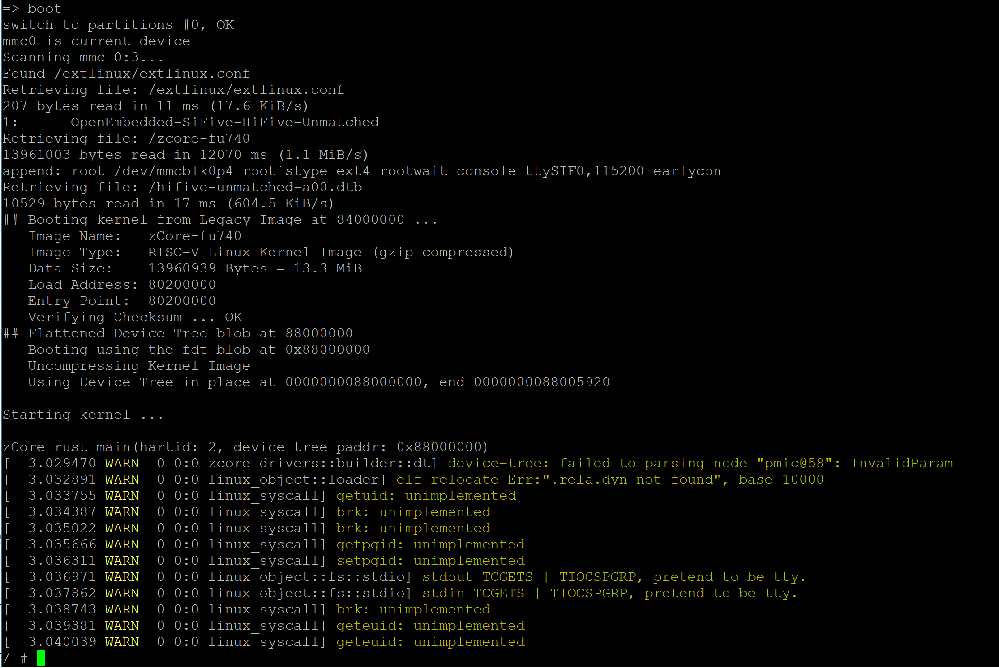 => boot
switch to partitions #0, OK
mmc0 is current device
Scanning mmc 0:3...
Found /extlinux/extlinux.conf
Retrieving file: /extlinux/extlinux.conf
207 bytes read in 11 ms (17.6 KiB/s)
1:      OpenEmbedded-SiFive-HiFive-Unmatched
Retrieving file: /zcore-fu740
13961003 bytes read in 12070 ms (1.1 MiB/s)
append: root=/dev/mmcblk0p4 rootfstype=ext4 rootwait console=ttySIF0,115200 earlycon
Retrieving file: /hifive-unmatched-a00.dtb
10529 bytes read in 17 ms (604.5 KiB/s)
## Booting kernel from Legacy Image at 84000000 ...
   Image Name:   zCore-fu740
   Image Type:   RISC-V Linux Kernel Image (gzip compressed)
   Data Size:    13960939 Bytes = 13.3 MiB
   Load Address: 80200000
   Entry Point:  80200000
   Verifying Checksum ... OK
## Flattened Device Tree blob at 88000000
   Booting using the fdt blob at 0x88000000
   Uncompressing Kernel Image
   Using Device Tree in place at 0000000088000000, end 0000000088005920
Starting kernel ...
zCore rust_main(hartid: 2, device_tree_paddr: 0x88000000)
[  3.029470 WARN  0 0:0 zcore_drivers::builder::dt] device-tree: failed to parsing node "pmic@58": InvalidParam
[  3.032891 WARN  0 0:0 linux_object::loader] elf relocate Err:".rela.dyn not found", base 10000
[  3.033755 WARN  0 0:0 linux_syscall] getuid: unimplemented
[  3.034387 WARN  0 0:0 linux_syscall] brk: unimplemented
[  3.035022 WARN  0 0:0 linux_syscall] brk: unimplemented
[  3.035666 WARN  0 0:0 linux_syscall] getpgid: unimplemented
[  3.036311 WARN  0 0:0 linux_syscall] setpgid: unimplemented
[  3.036971 WARN  0 0:0 linux_object::fs::stdio] stdout TCGETS | TIOCSPGRP, pretend to be tty.
[  3.037862 WARN  0 0:0 linux_object::fs::stdio] stdin TCGETS | TIOCSPGRP, pretend to be tty.
[  3.038743 WARN  0 0:0 linux_syscall] brk: unimplemented
[  3.039381 WARN  0 0:0 linux_syscall] geteuid: unimplemented
[  3.040039 WARN  0 0:0 linux_syscall] geteuid: unimplemented
/ #